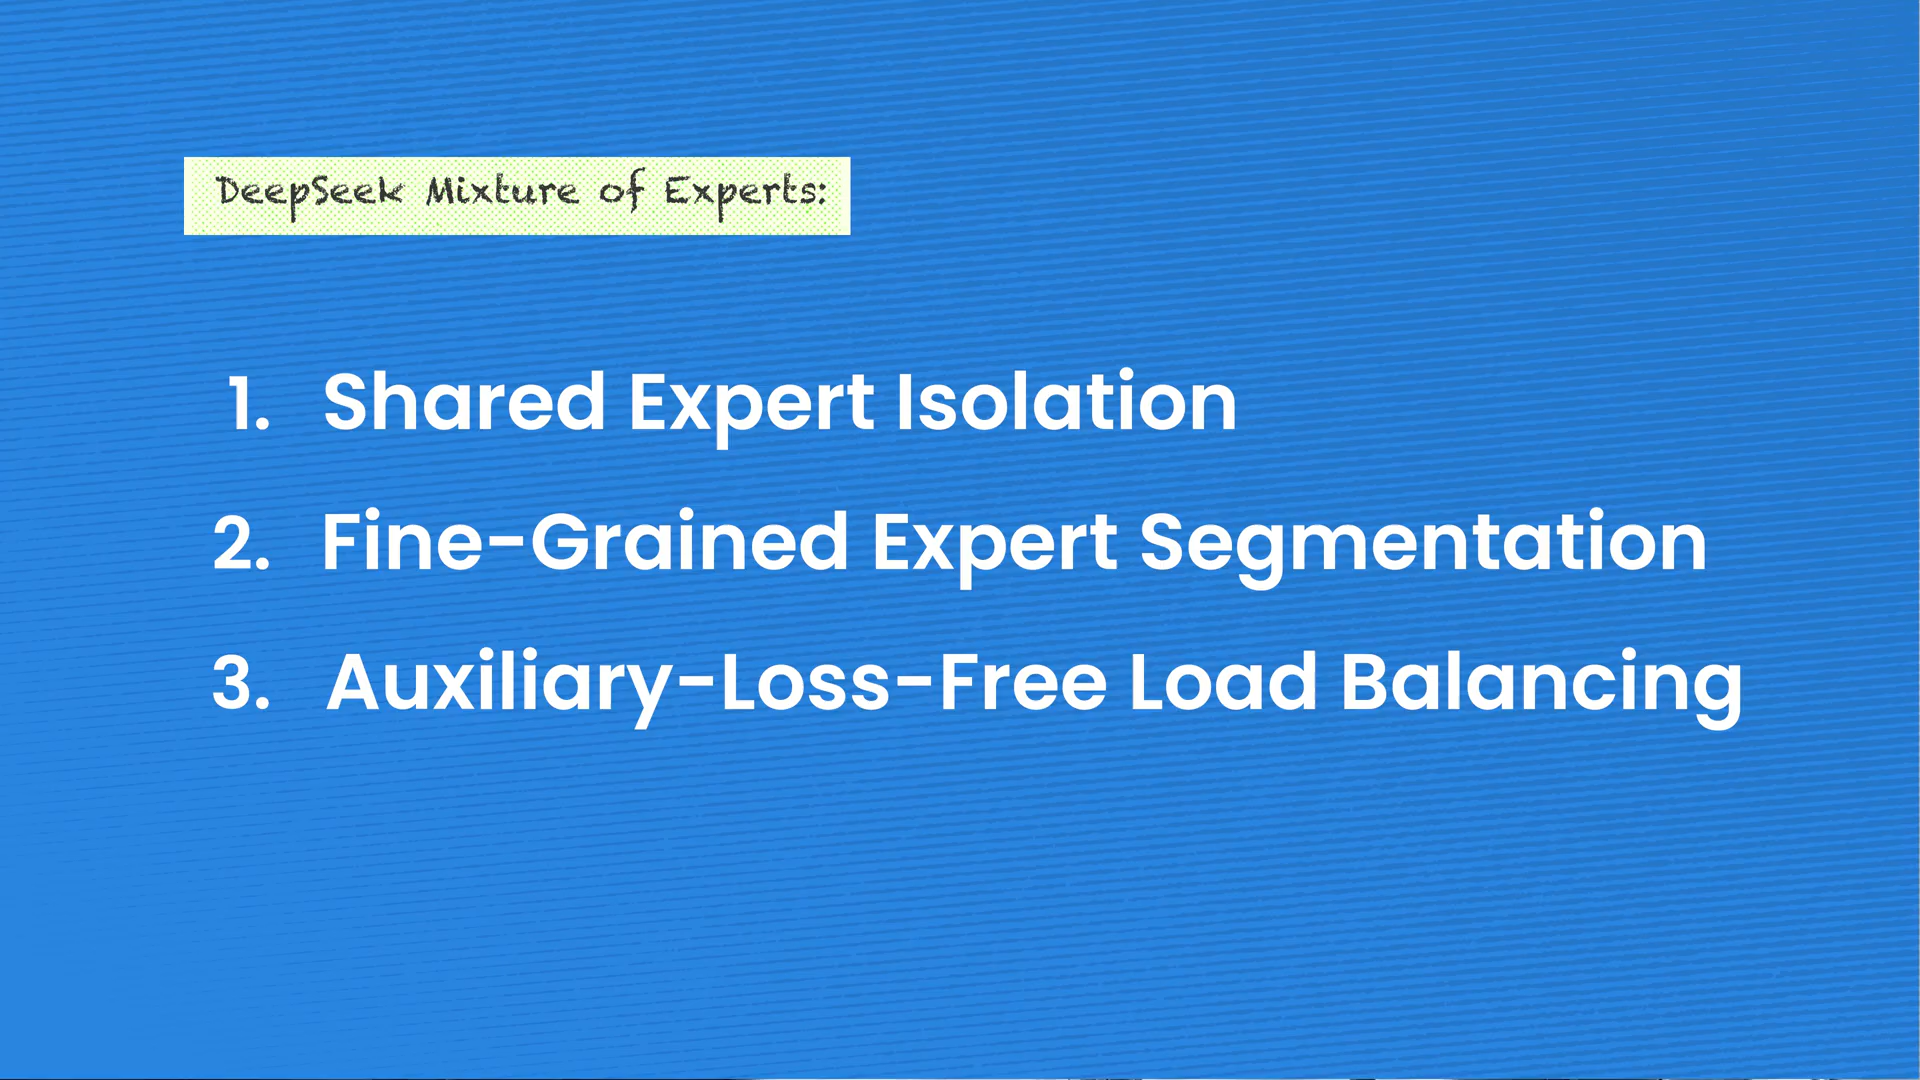 DeepSeek Mixture of Experts:
1. Shared Expert Isolation
2. Fine-Grained Expert Segmentation
3. Auxiliary-Loss-Free Load Balancing